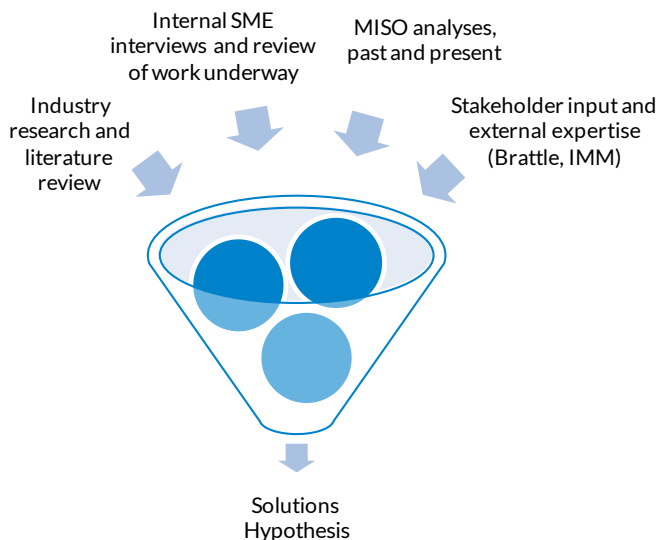 Internal SME
interviews and review
of work underway
MISO analyses,
past and present
Industry
research and
literature
review
Stakeholder input and
external expertise
(Brattle, IMM)
Solutions
Hypothesis